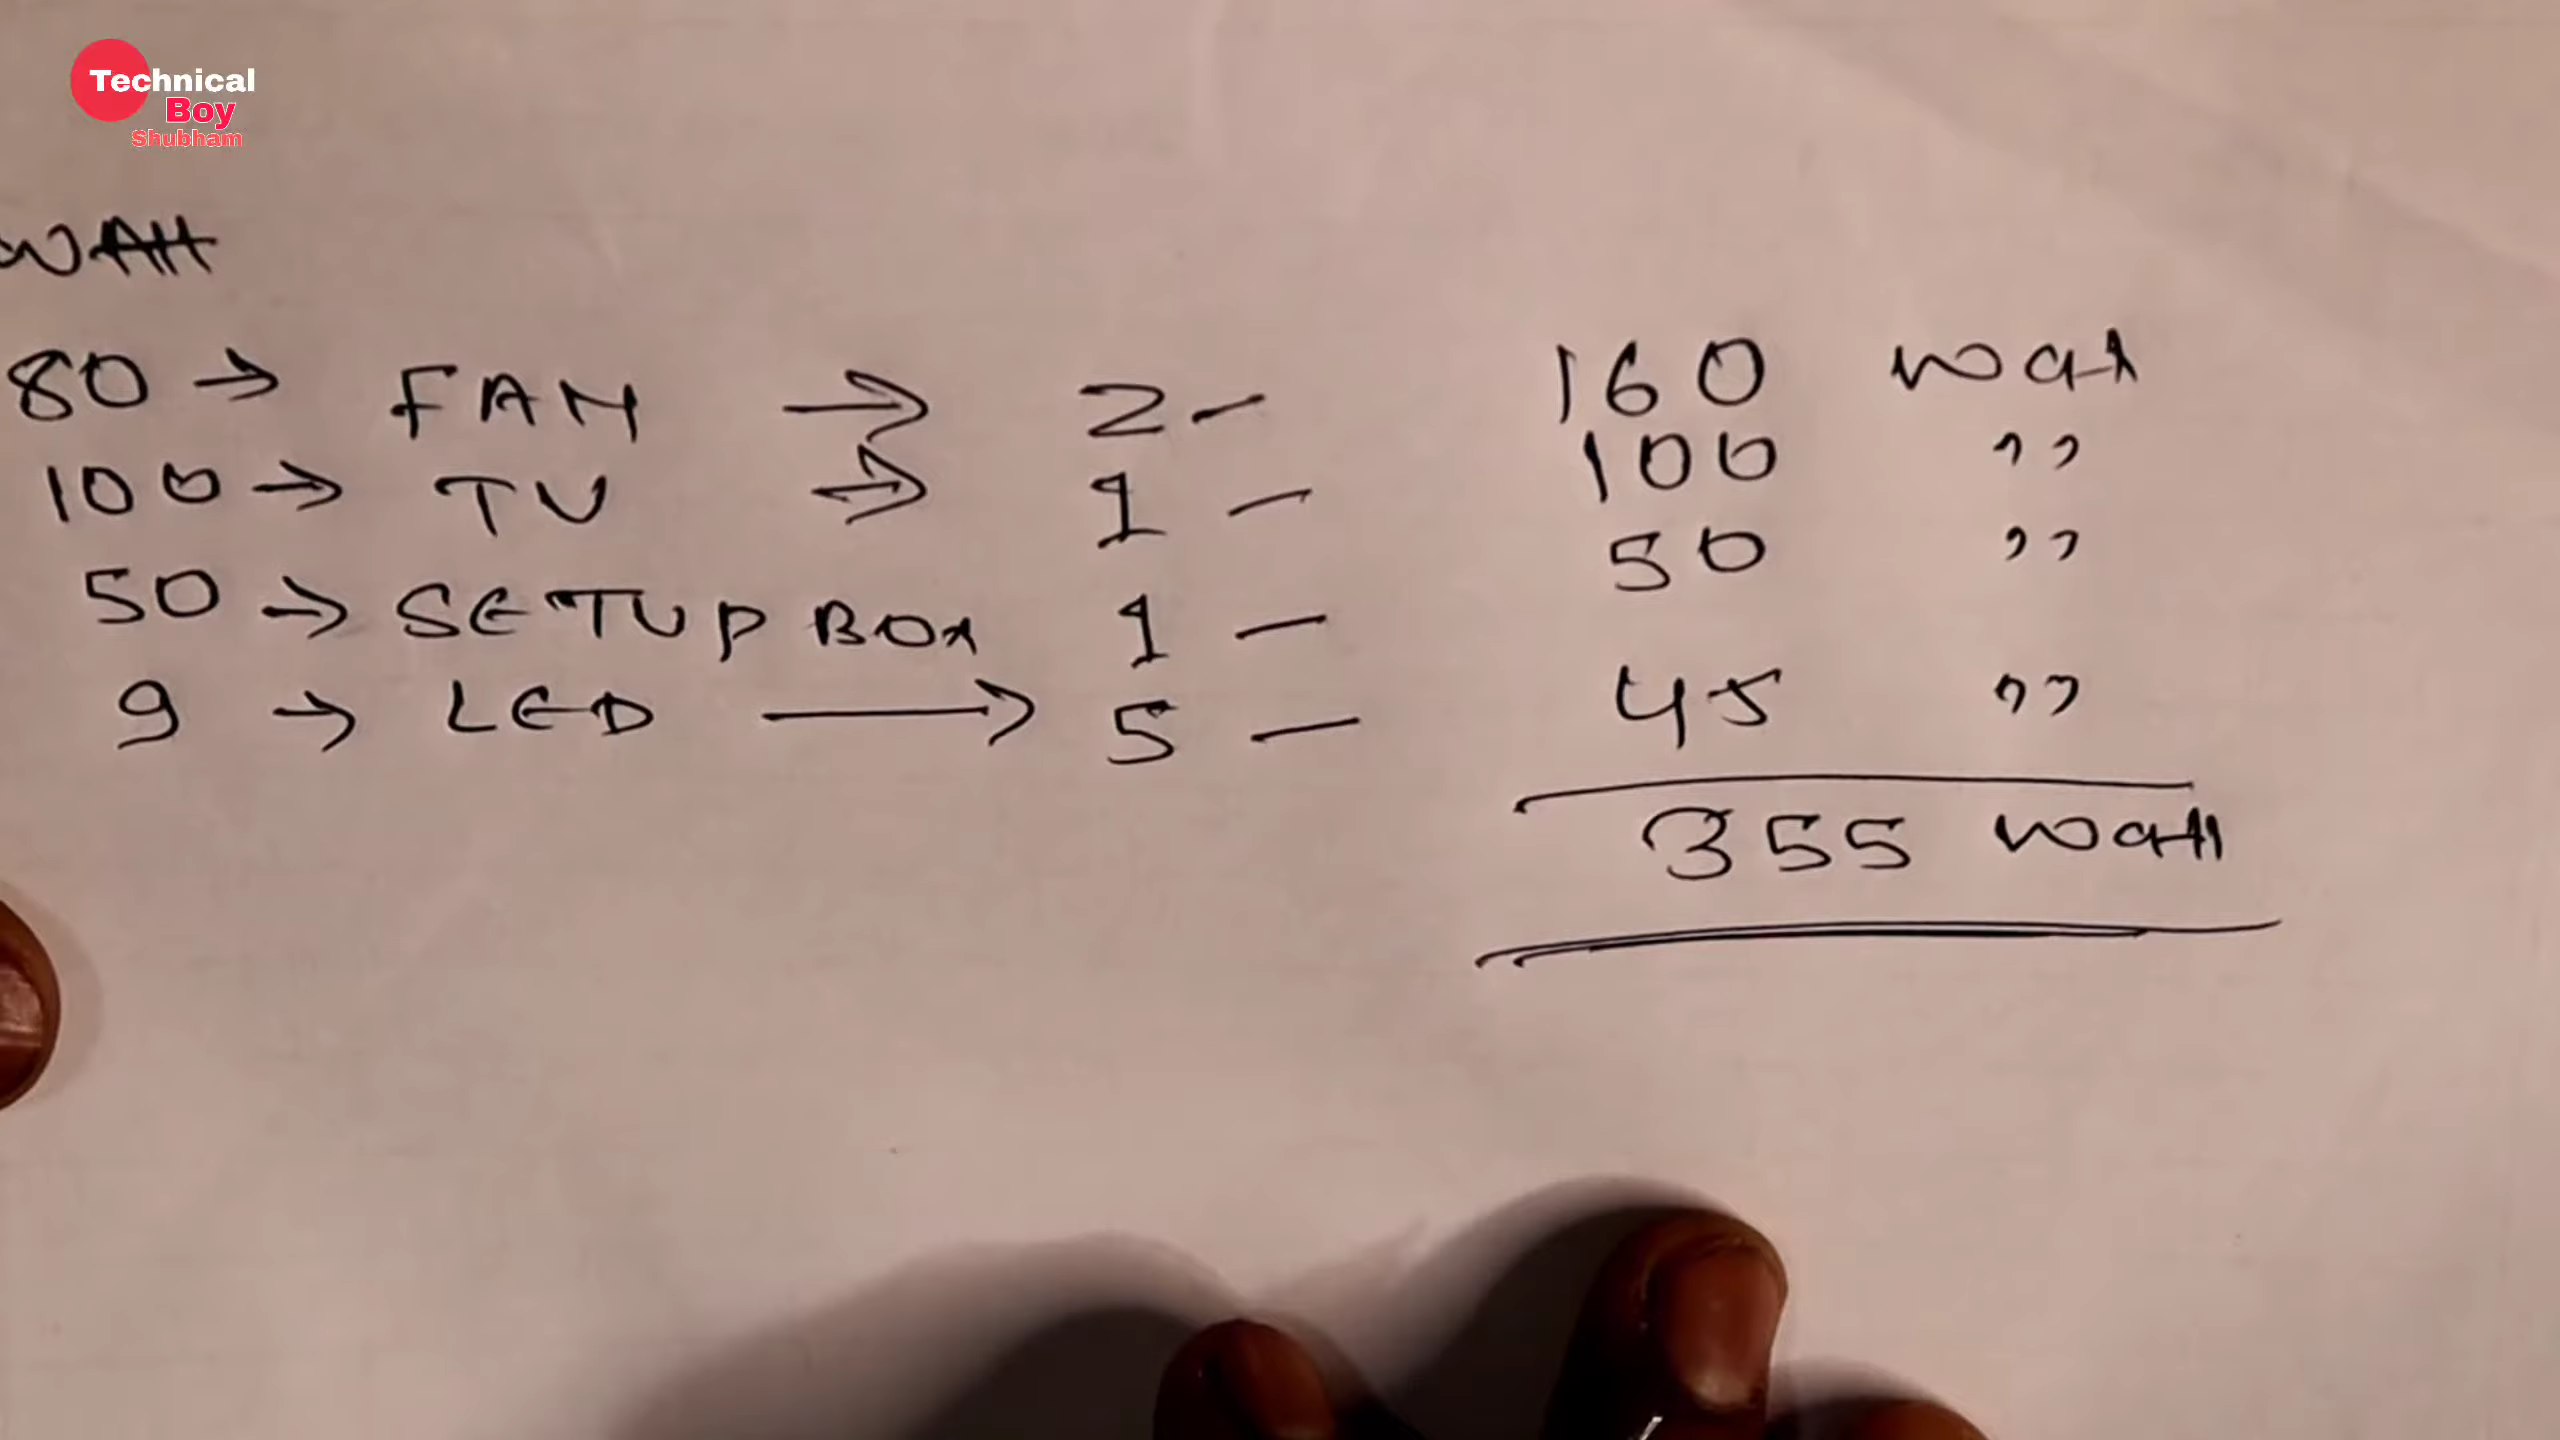 Technical
Boy
Shubham
WATT
80 → FAN → 2 - 160 watt
100 → TV → 1 - 100 ,,
50 → SETUP BOX 1 - 50 ,,
9 → LED → 5 - 45 ,,
355 watt